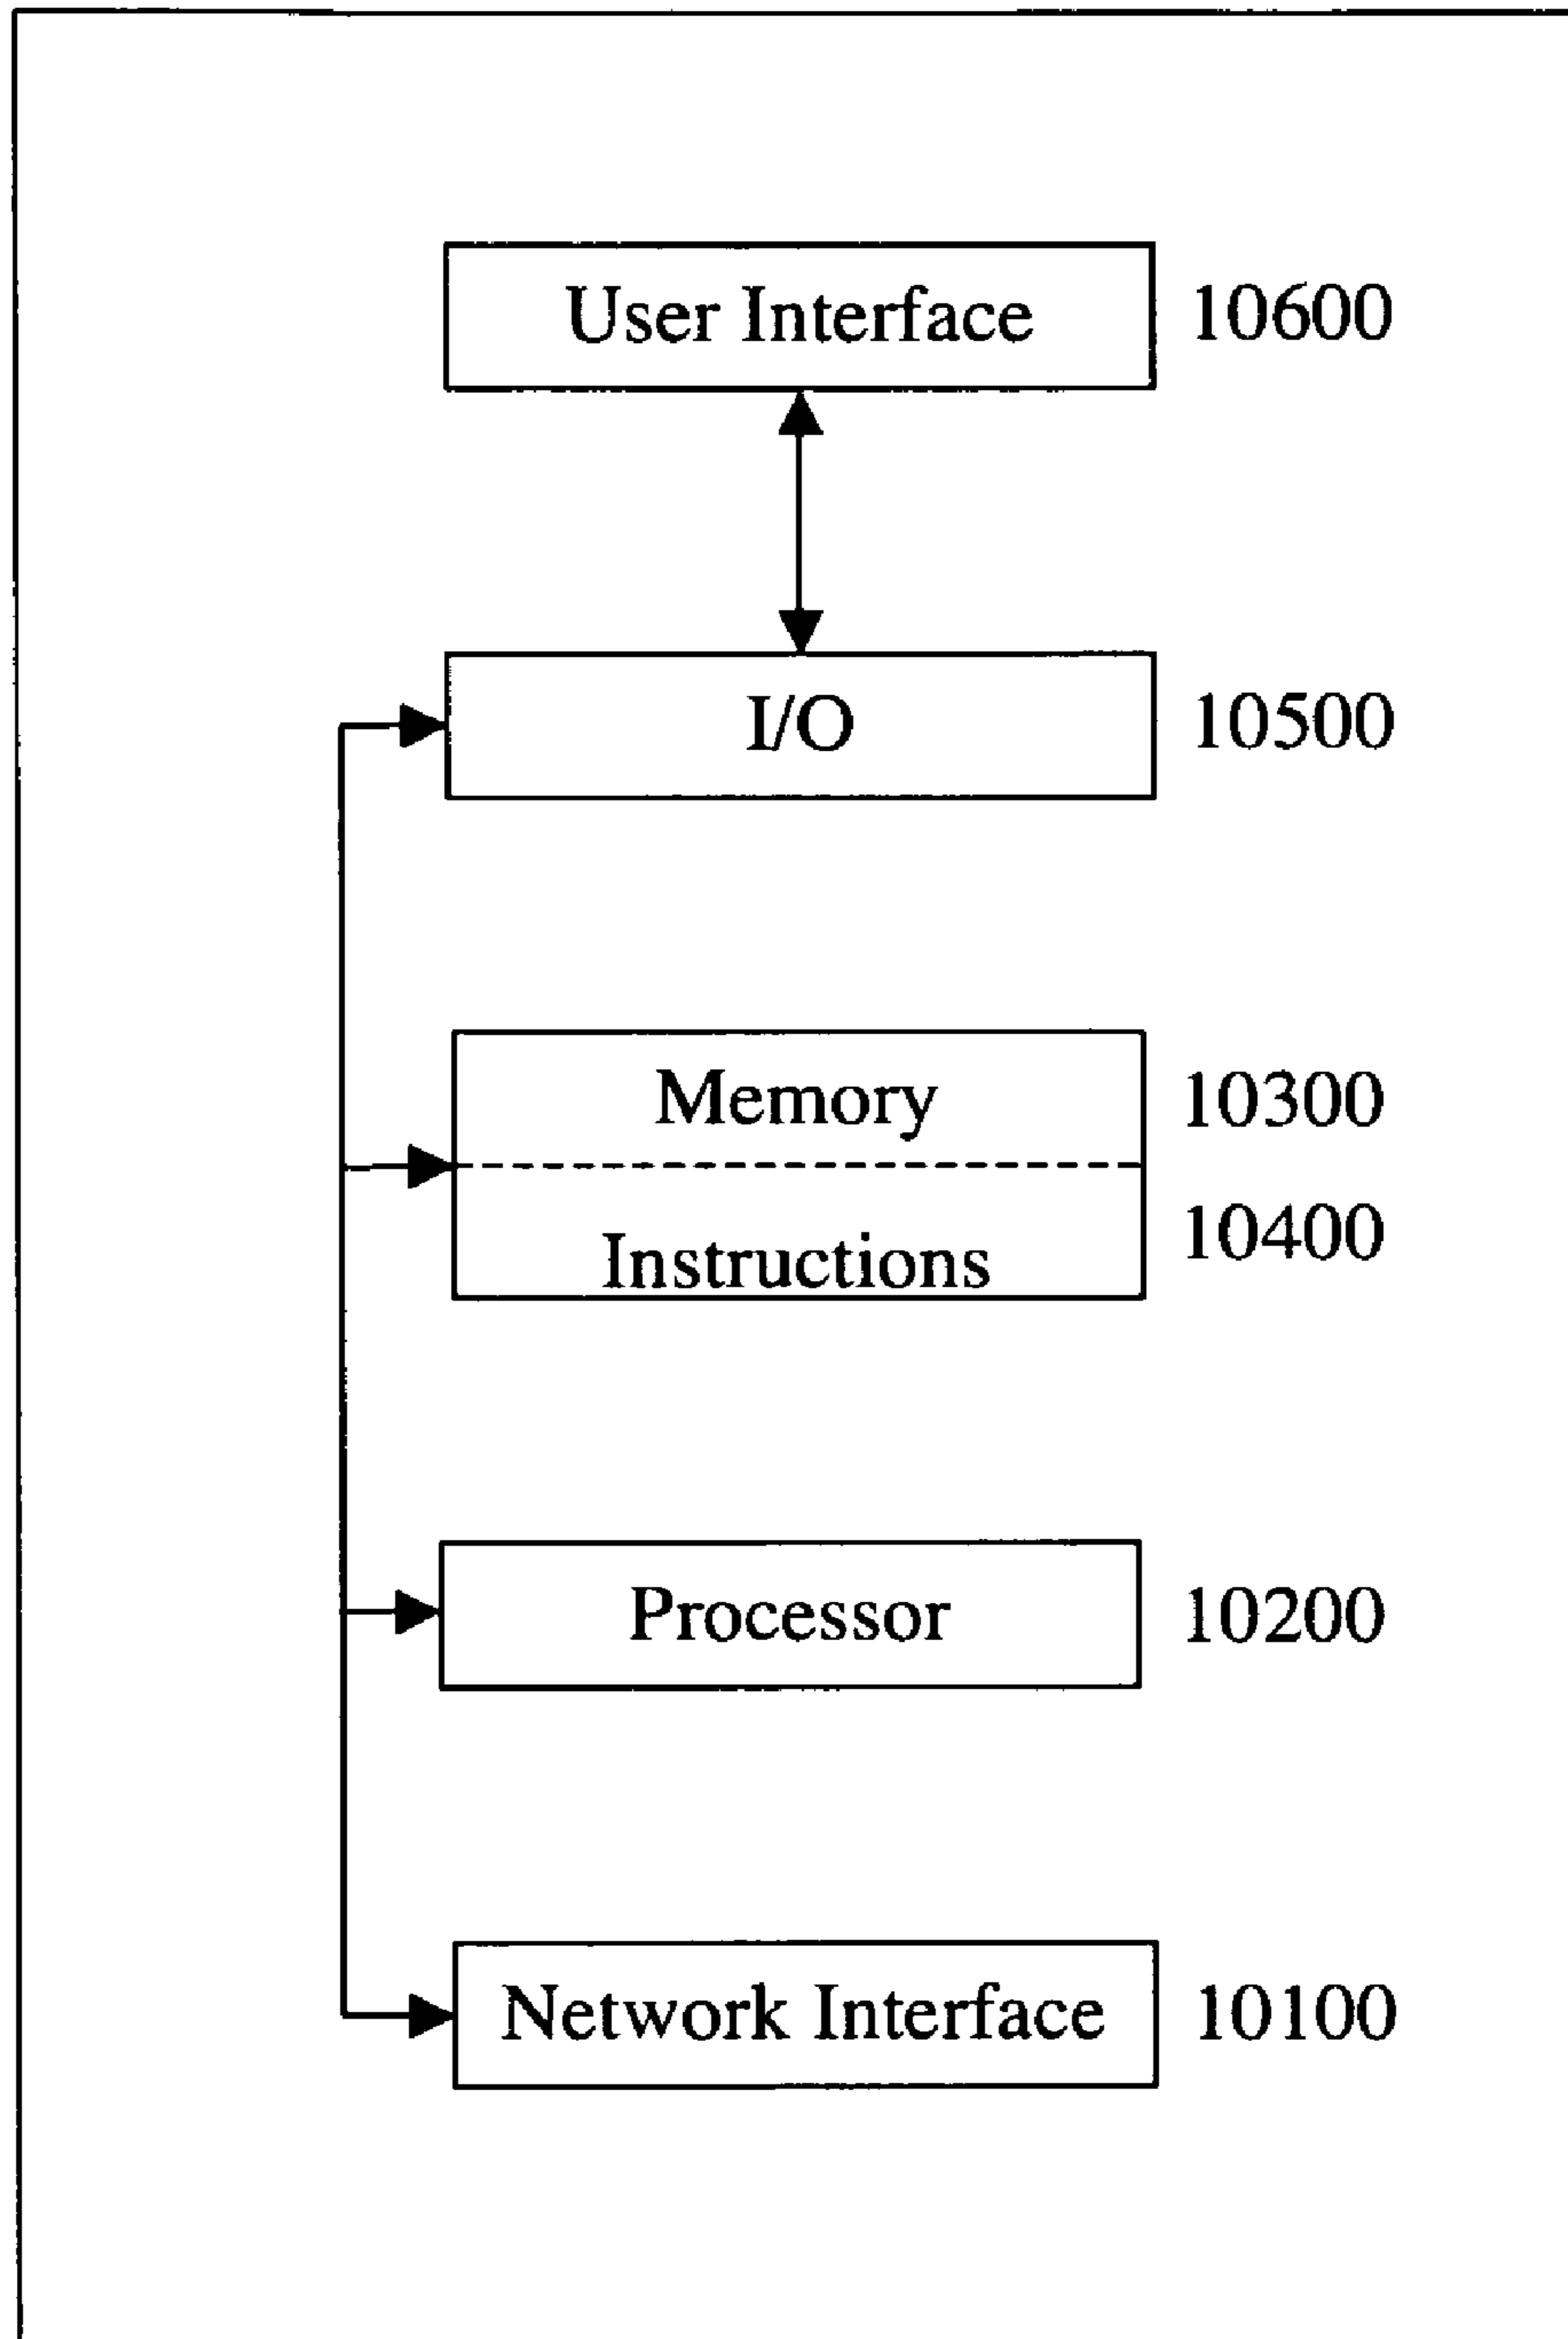 User Interface 10600
I/O 10500
Memory 10300
Instructions 10400
Processor 10200
Network Interface 10100